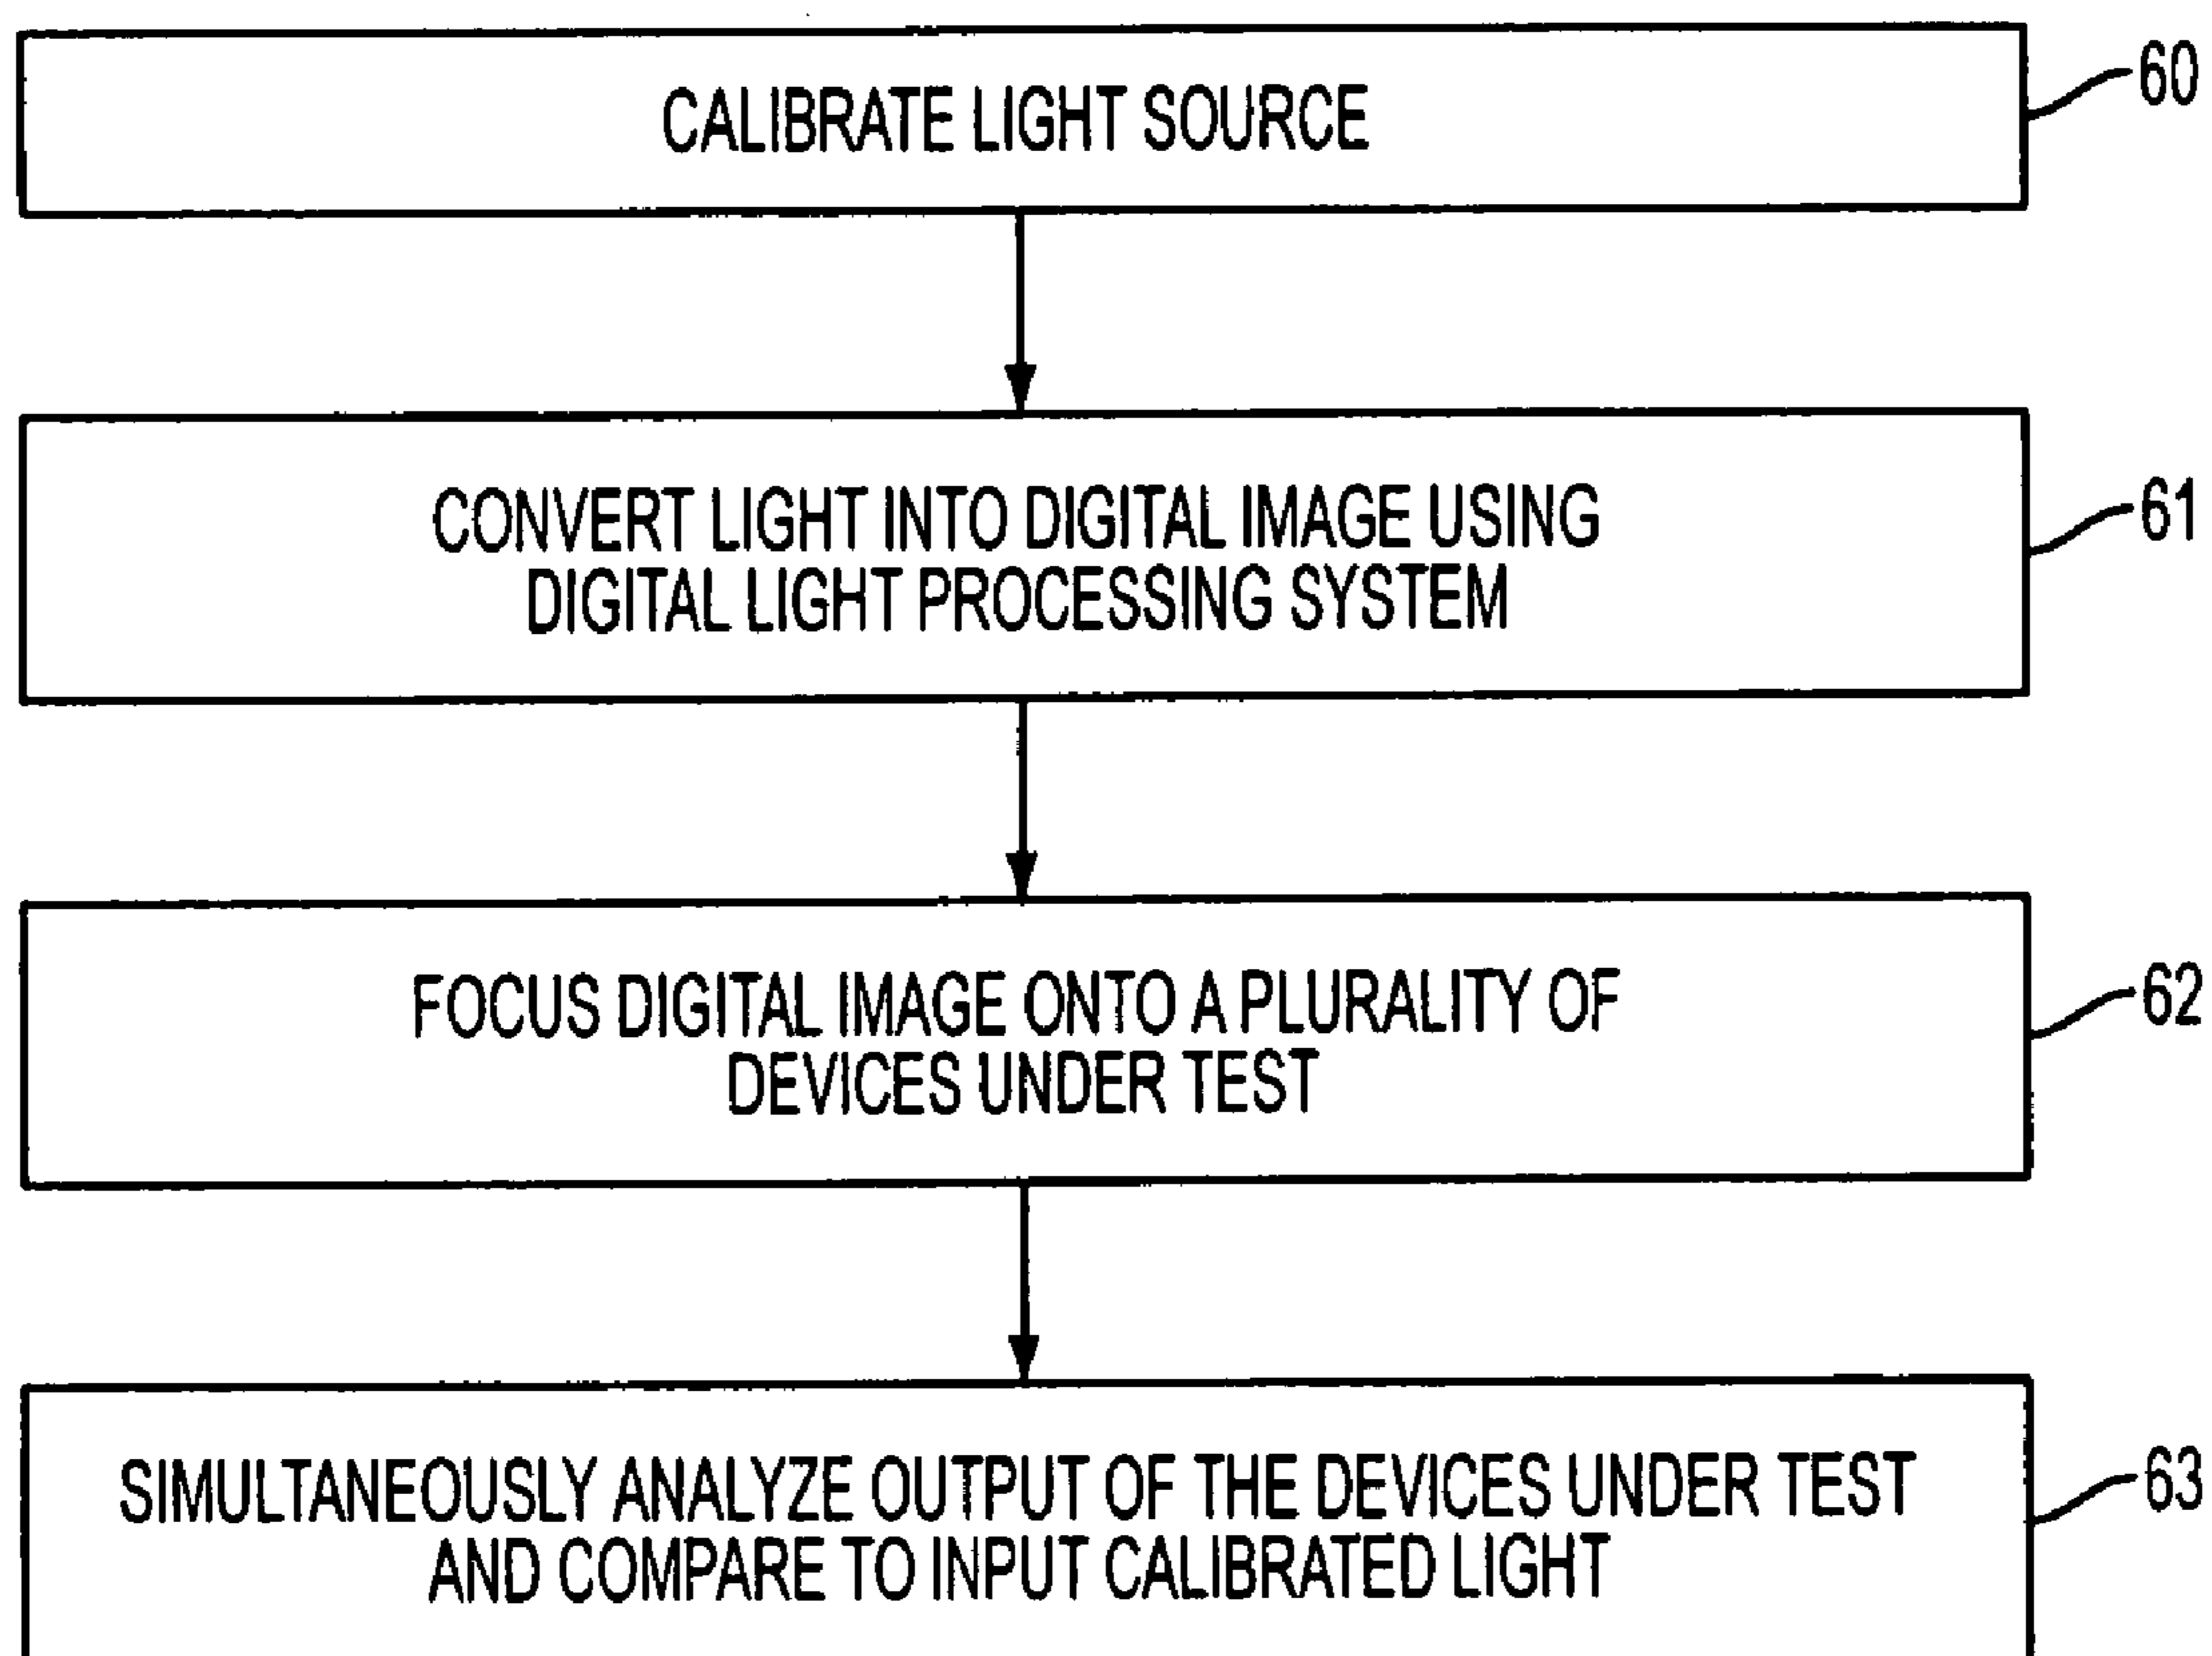 CALIBRATE LIGHT SOURCE
60
CONVERT LIGHT INTO DIGITAL IMAGE USING
DIGITAL LIGHT PROCESSING SYSTEM
61
FOCUS DIGITAL IMAGE ONTO A PLURALITY OF
DEVICES UNDER TEST
62
SIMULTANEOUSLY ANALYZE OUTPUT OF THE DEVICES UNDER TEST
AND COMPARE TO INPUT CALIBRATED LIGHT
63